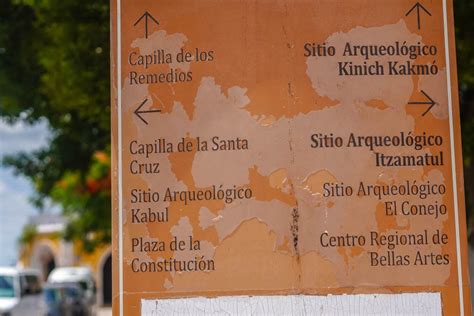 Capilla de los
Remedios
Capilla de la Santa
Cruz
Sitio Arqueológico
Kabul
Plaza de la
Constitución
Sitio Arqueológico
Kinich Kakmó
Sitio Arqueológico
Itzamatul
Sitio Arqueológico
El Conejo
Centro Regional de
Bellas Artes